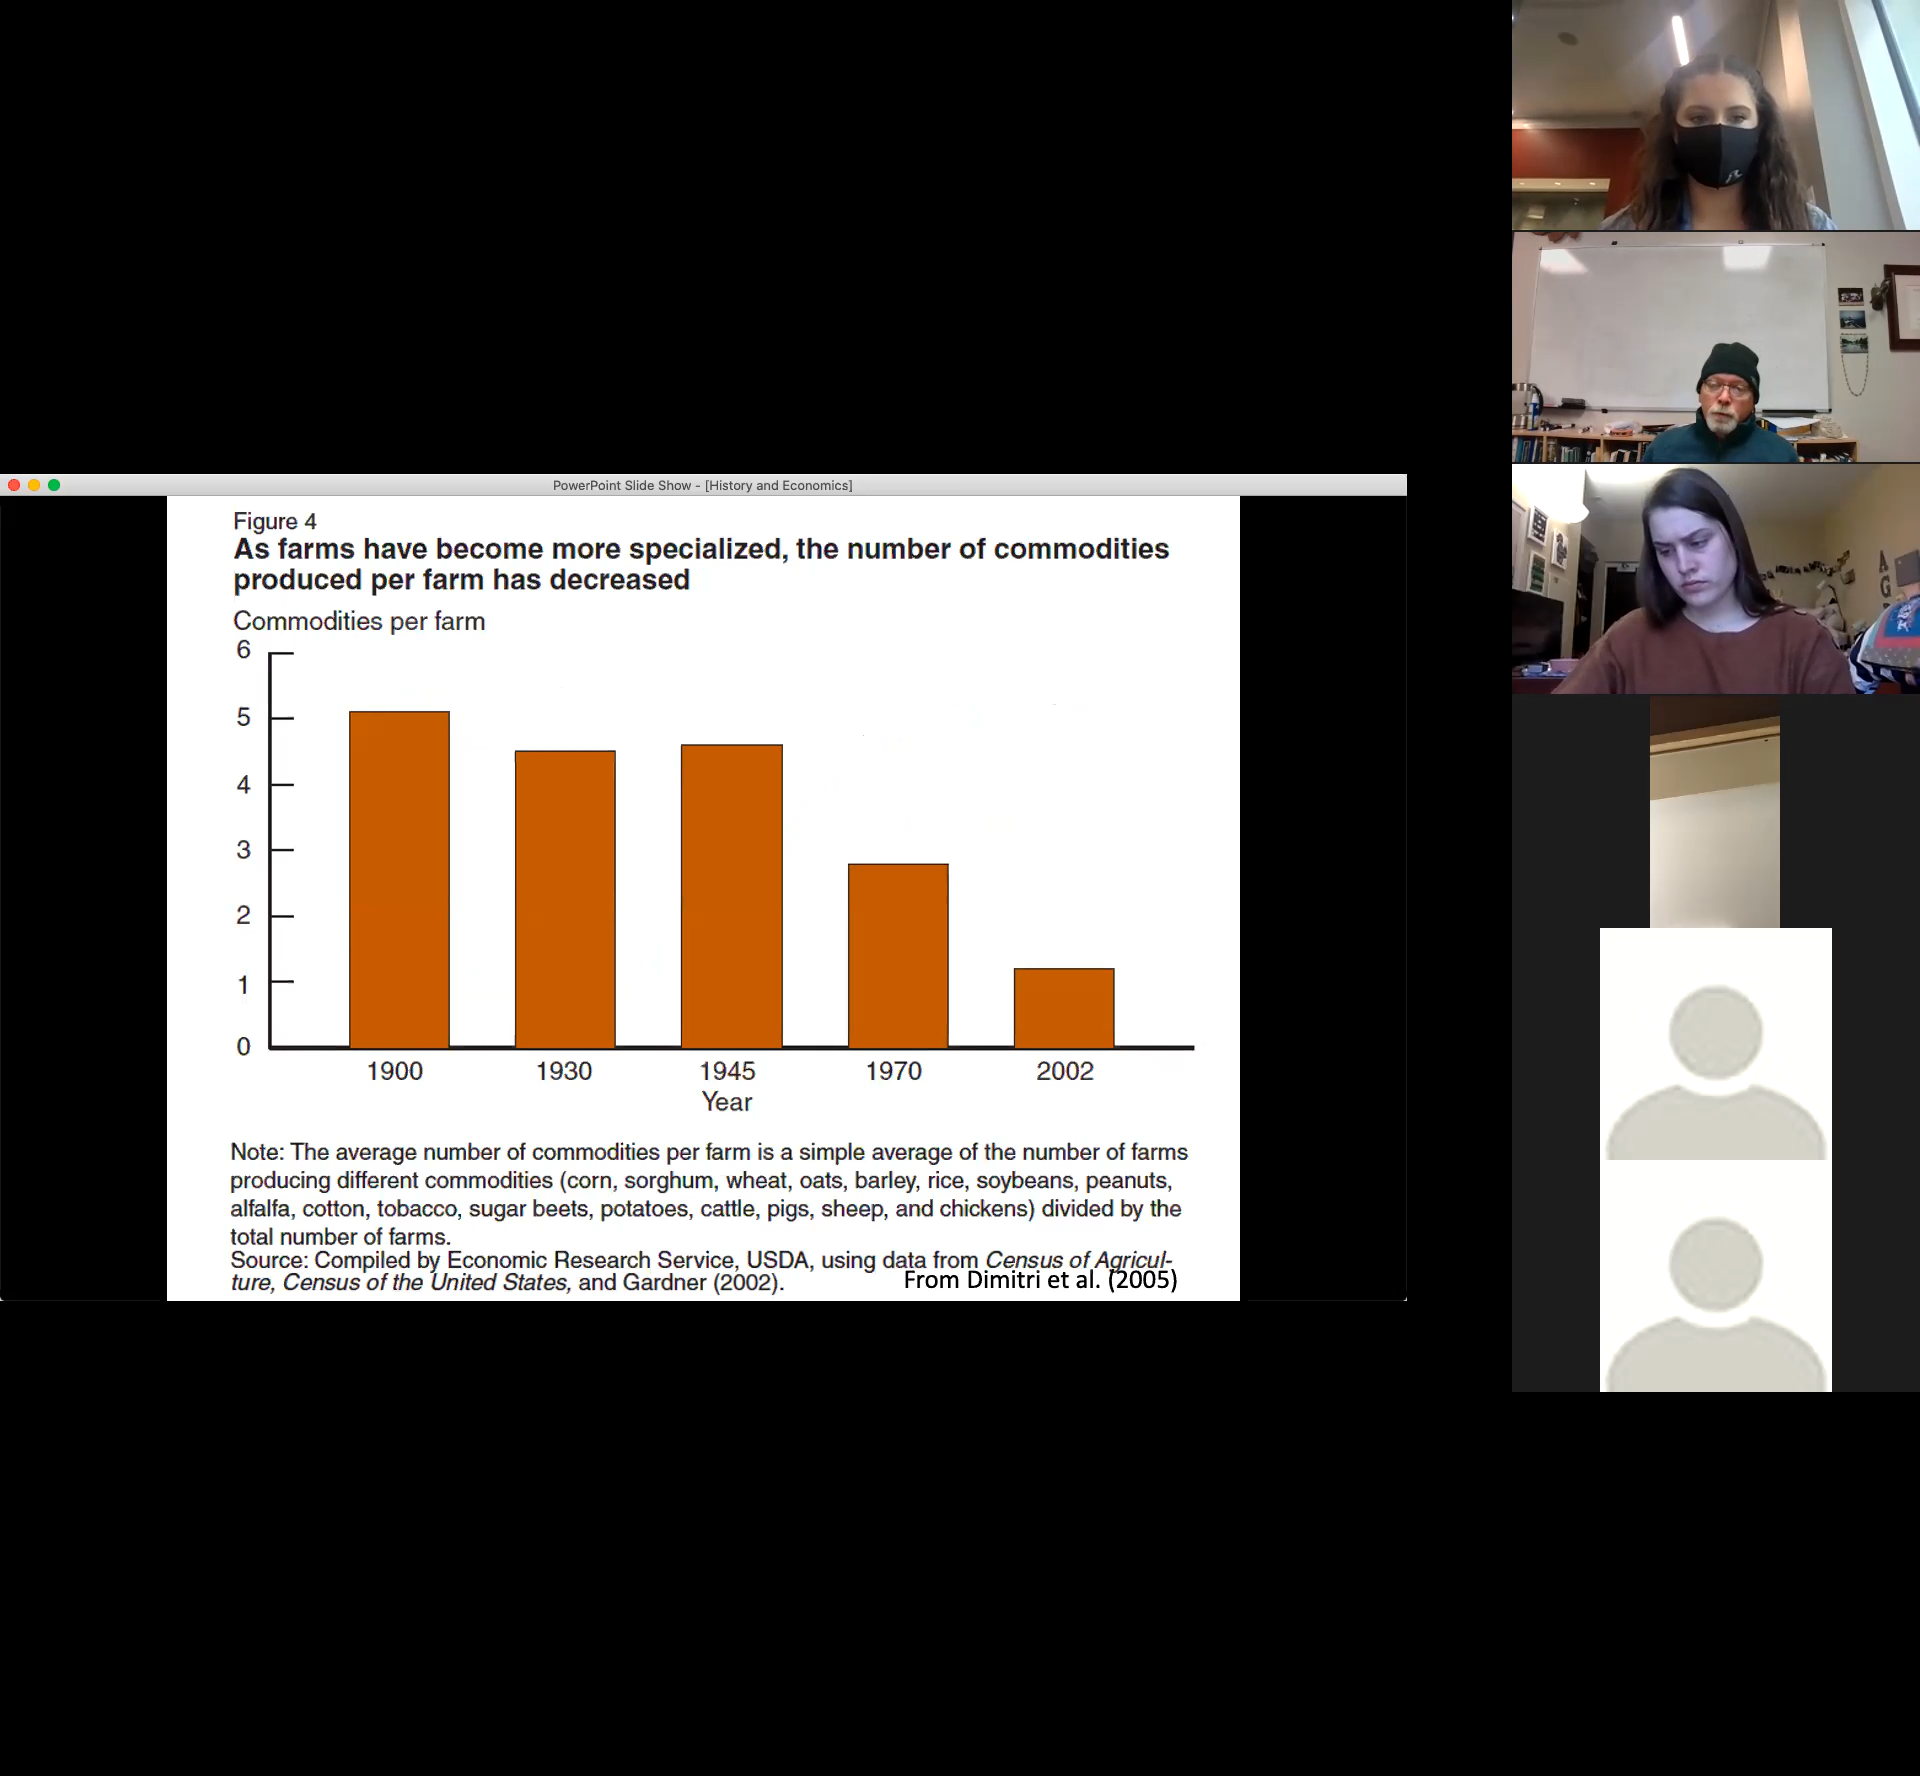 PowerPoint Slide Show - [History and Economics]
Figure 4
As farms have become more specialized, the number of commodities
produced per farm has decreased
Commodities per farm
6
5
4
3
2
1
0
1900 1930 1945 1970 2002
Year
Note: The average number of commodities per farm is a simple average of the number of farms
producing different commodities (corn, sorghum, wheat, oats, barley, rice, soybeans, peanuts,
alfalfa, cotton, tobacco, sugar beets, potatoes, cattle, pigs, sheep, and chickens) divided by the
total number of farms.
Source: Compiled by Economic Research Service, USDA, using data from Census of Agricul-
ture, Census of the United States, and Gardner (2002).
From Dimitri et al. (2005)
A
G